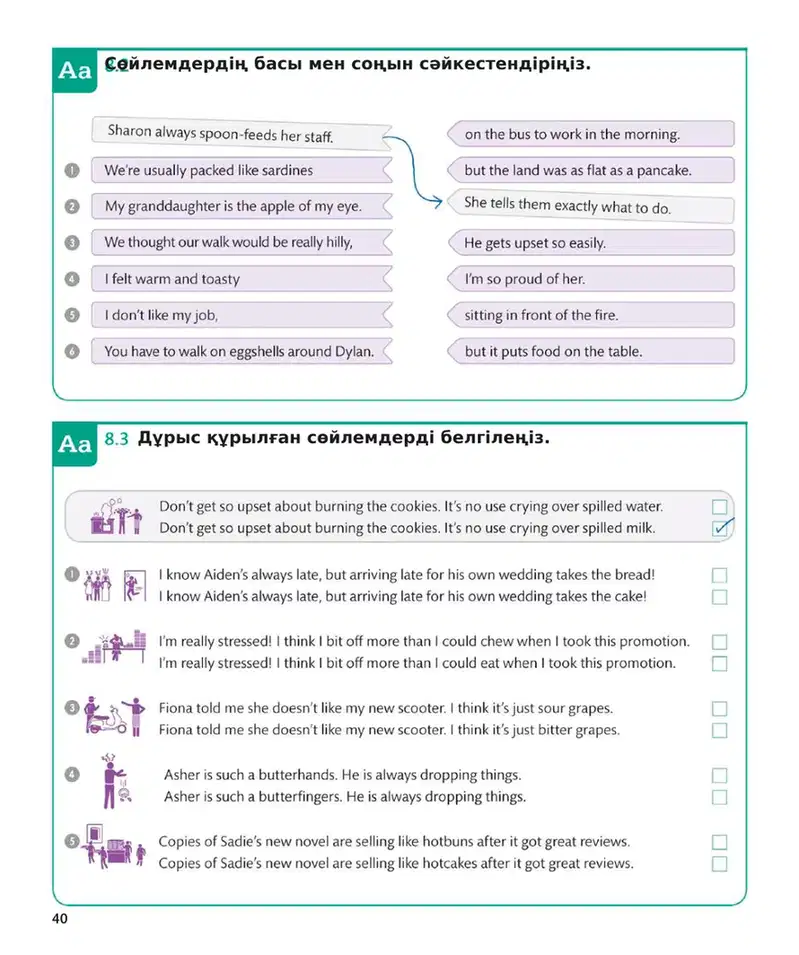 Aa 8.2 Сөйлемдердің басы мен соңын сәйкестендіріңіз.
Sharon always spoon-feeds her staff.
on the bus to work in the morning.
1 We're usually packed like sardines
but the land was as flat as a pancake.
2 My granddaughter is the apple of my eye.
She tells them exactly what to do.
3 We thought our walk would be really hilly,
He gets upset so easily.
4 I felt warm and toasty
I'm so proud of her.
5 I don't like my job,
sitting in front of the fire.
6 You have to walk on eggshells around Dylan.
but it puts food on the table.
Aa 8.3 Дұрыс құрылған сөйлемдерді белгілеңіз.
Don't get so upset about burning the cookies. It's no use crying over spilled water.
Don't get so upset about burning the cookies. It's no use crying over spilled milk.
1 I know Aiden's always late, but arriving late for his own wedding takes the bread!
I know Aiden's always late, but arriving late for his own wedding takes the cake!
2 I'm really stressed! I think I bit off more than I could chew when I took this promotion.
I'm really stressed! I think I bit off more than I could eat when I took this promotion.
3 Fiona told me she doesn't like my new scooter. I think it's just sour grapes.
Fiona told me she doesn't like my new scooter. I think it's just bitter grapes.
4 Asher is such a butterhands. He is always dropping things.
Asher is such a butterfingers. He is always dropping things.
5 Copies of Sadie's new novel are selling like hotbuns after it got great reviews.
Copies of Sadie's new novel are selling like hotcakes after it got great reviews.
40